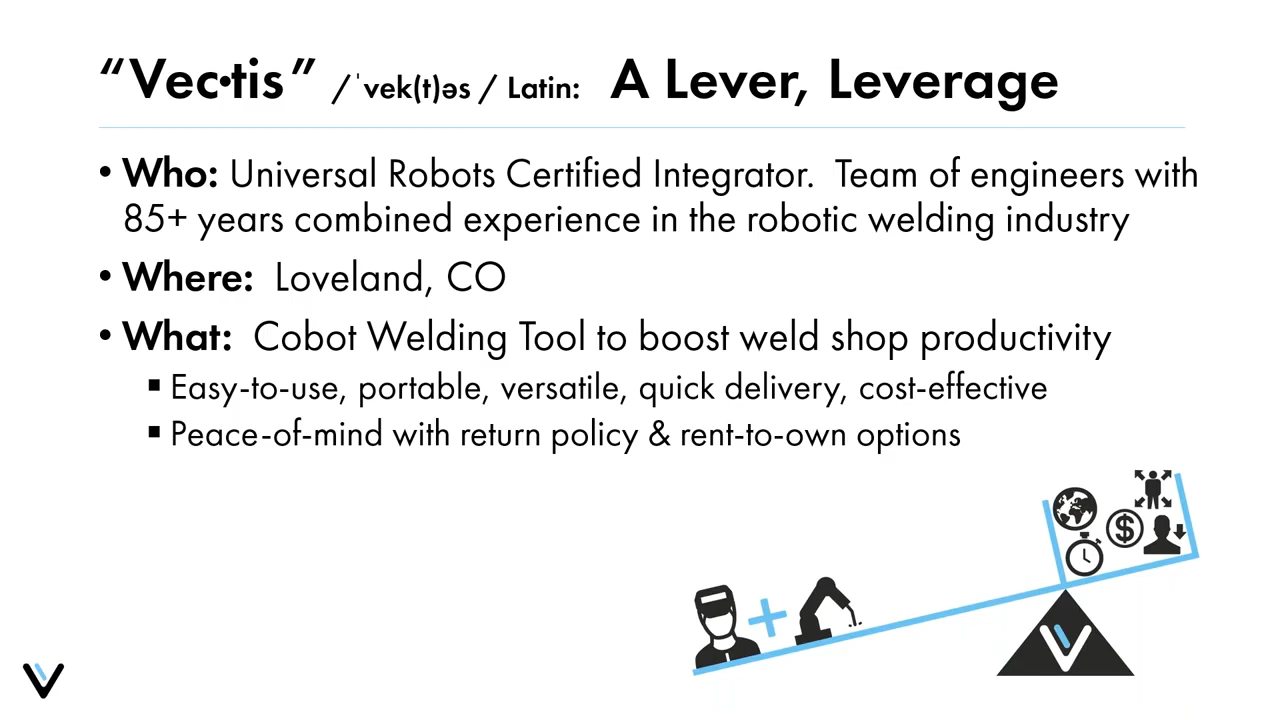 “Vec•tis” /ˈvek(t)əs / Latin: A Lever, Leverage
• Who: Universal Robots Certified Integrator. Team of engineers with
85+ years combined experience in the robotic welding industry
• Where: Loveland, CO
• What: Cobot Welding Tool to boost weld shop productivity
▪ Easy-to-use, portable, versatile, quick delivery, cost-effective
▪ Peace-of-mind with return policy & rent-to-own options
$